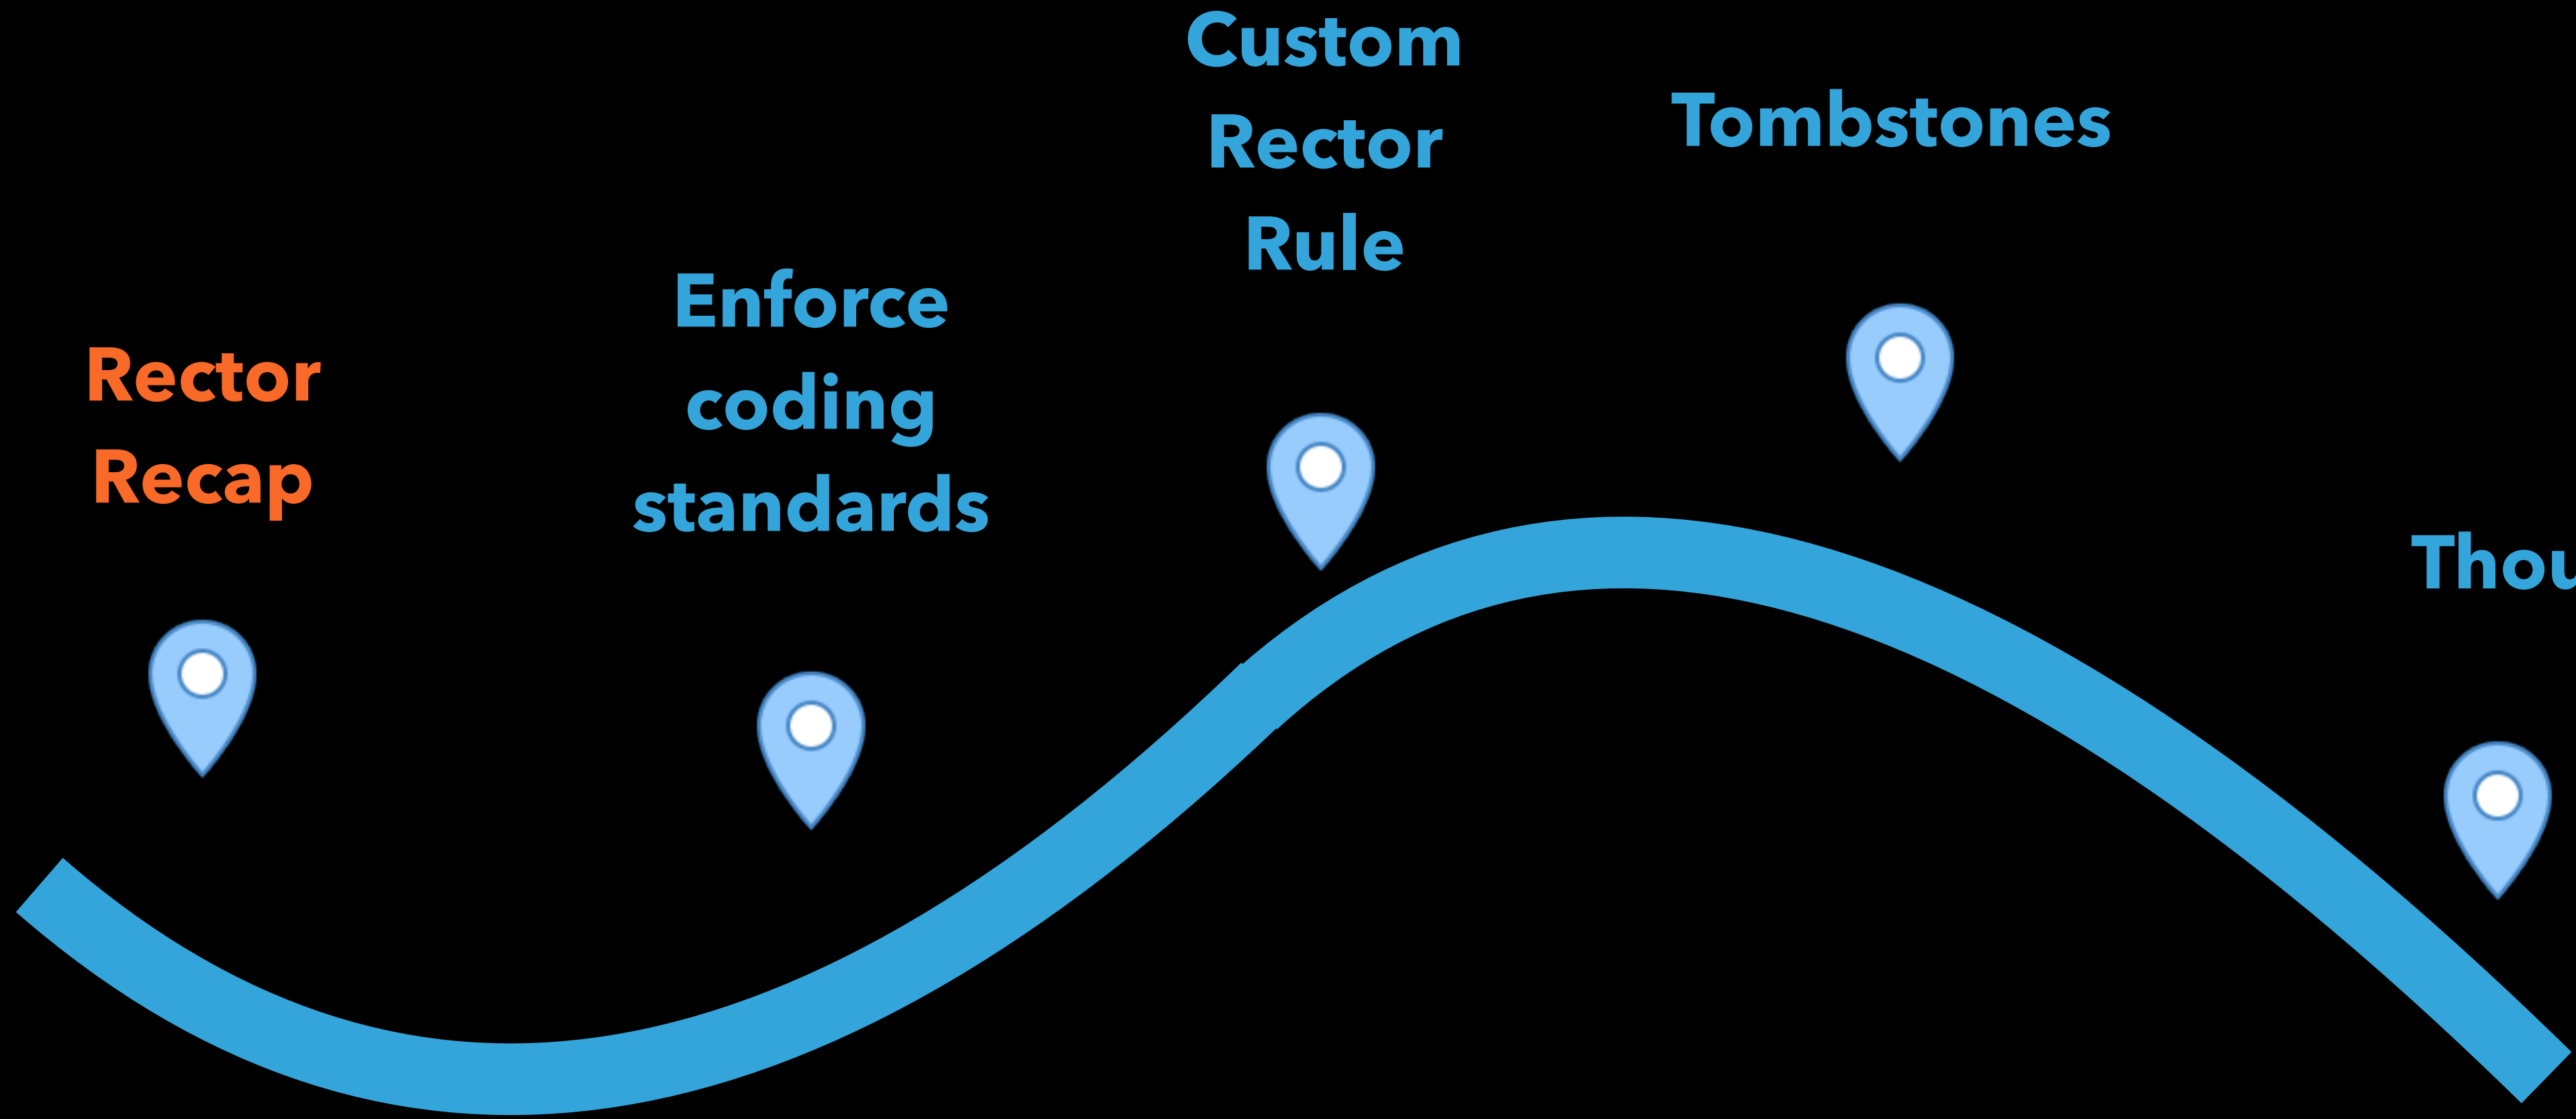 Rector
Recap
Enforce
coding
standards
Custom
Rector
Rule
Tombstones